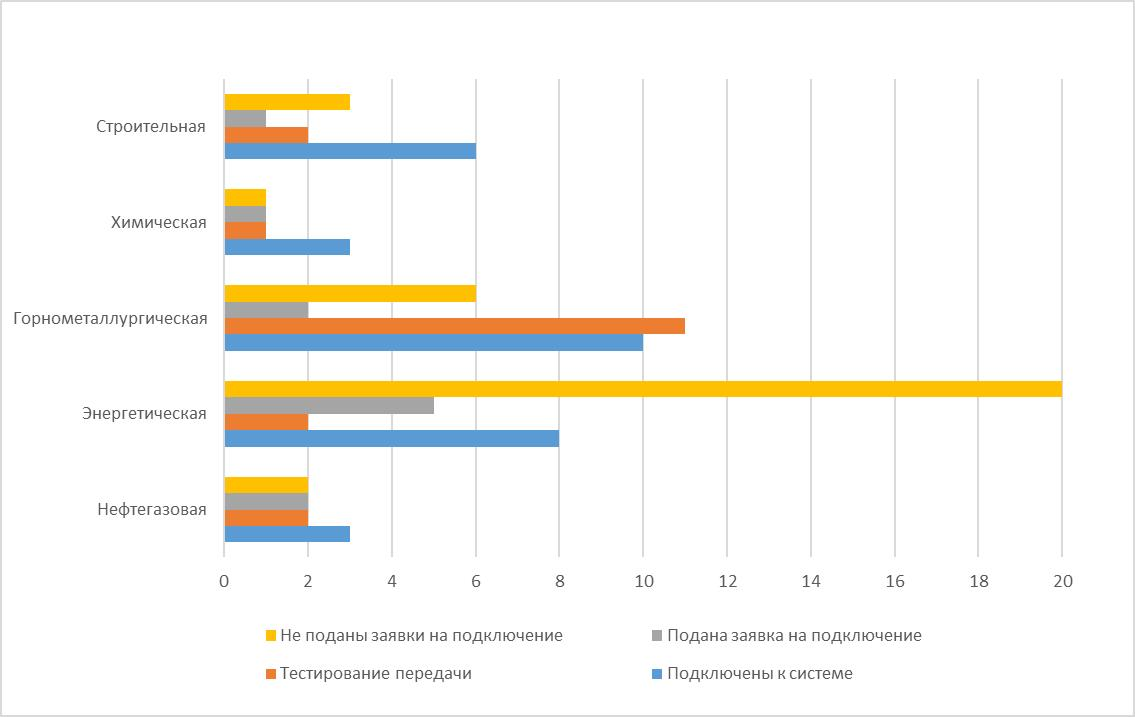 Строительная
Химическая
Горнометаллургическая
Энергетическая
Нефтегазовая
0 2 4 6 8 10 12 14 16 18 20
Не поданы заявки на подключение Подана заявка на подключение
Тестирование передачи Подключены к системе